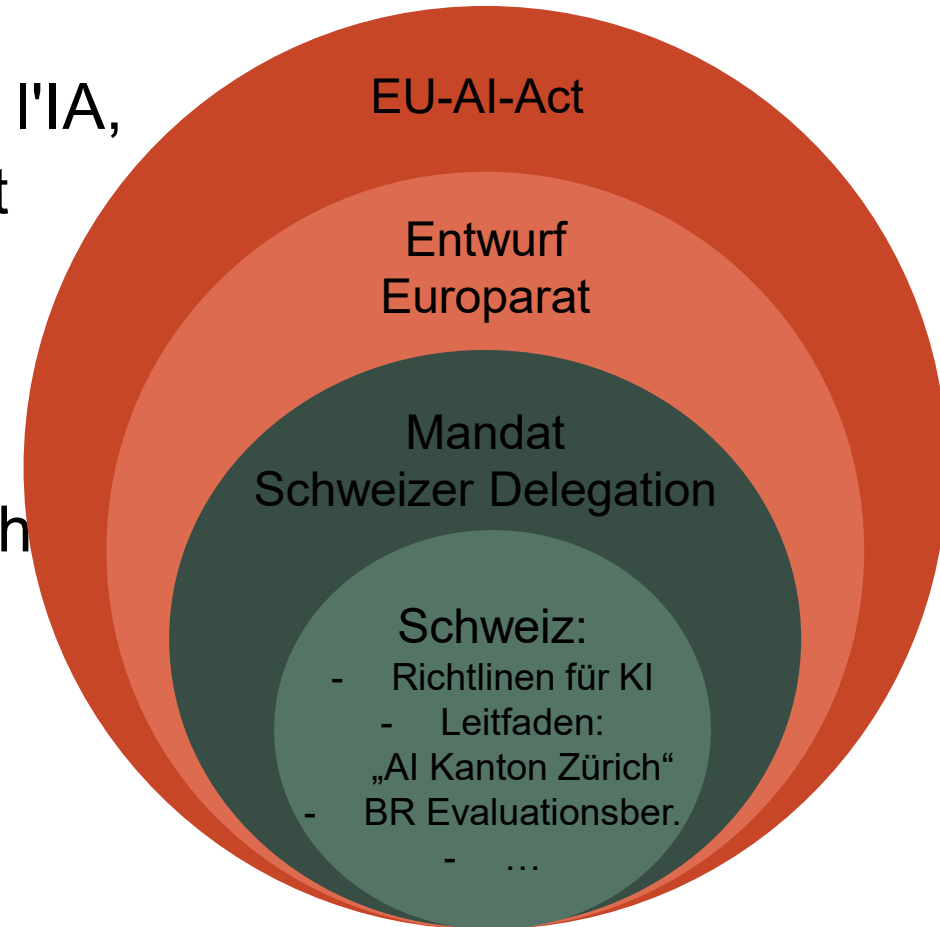 l'IA,
t
h
EU-AI-Act
Entwurf
Europarat
Mandat
Schweizer Delegation
Schweiz:
- Richtlinen für KI
- Leitfaden:
„AI Kanton Zürich“
- BR Evaluationsber.
- …